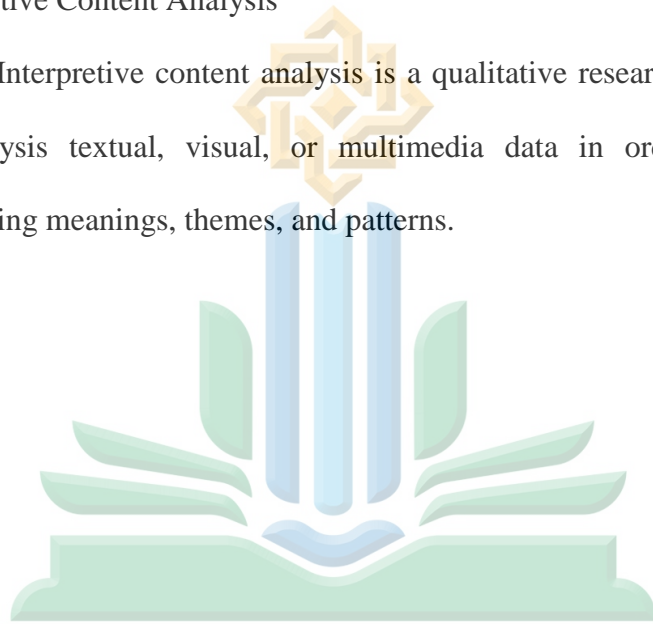 tive Content Analysis
Interpretive content analysis is a qualitative resear
ysis textual, visual, or multimedia data in or
ing meanings, themes, and patterns.